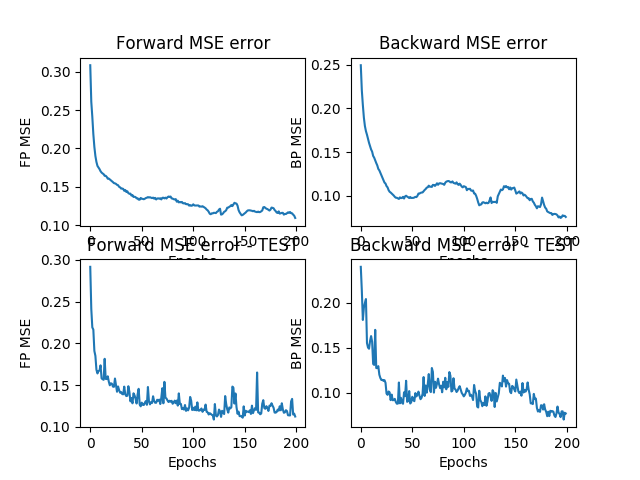 Forward MSE error
Backward MSE error
FP MSE
0.30
0.25
0.20
0.15
0.10
0 50 100 150 200
Epochs
BP MSE
0.25
0.20
0.15
0.10
0 50 100 150 200
Epochs
Forward MSE error - TEST
Backward MSE error - TEST
FP MSE
0.30
0.25
0.20
0.15
0.10
0 50 100 150 200
Epochs
BP MSE
0.20
0.15
0.10
0 50 100 150 200
Epochs